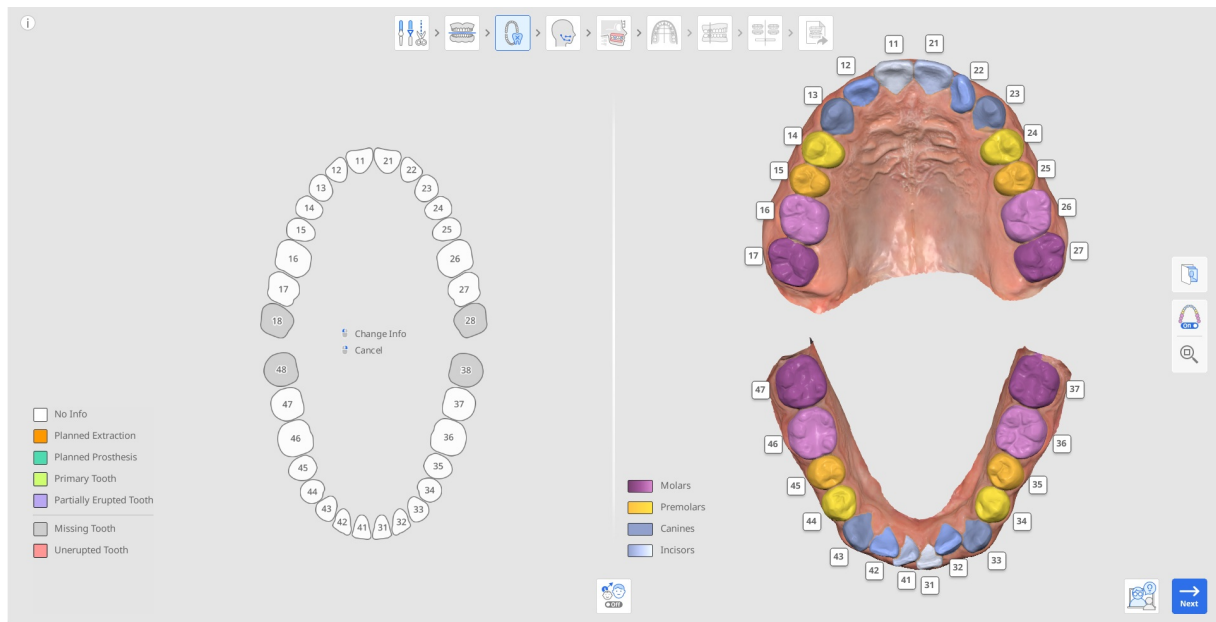 11 21
12 22
13 23
14 24
15 25
16 26
17 27
18 28
Change Info
Cancel
48 38
47 37
46 36
45 35
44 34
43 33
42 41 31 32
No Info
Planned Extraction
Planned Prosthesis
Primary Tooth
Partially Erupted Tooth
Missing Tooth
Unerupted Tooth
11 21
12 22
13 23
14 24
15 25
16 26
17 27
47 37
46 36
45 35
44 34
43 33
42 32
41 31
Molars
Premolars
Canines
Incisors
ON
OFF
Next